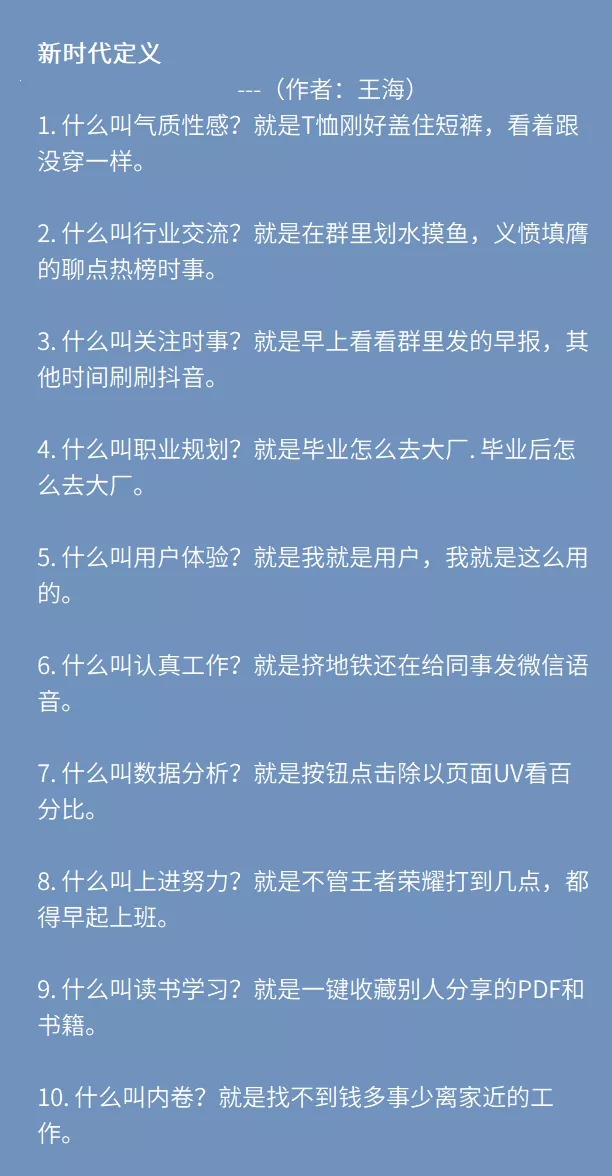 新时代定义
---（作者：王海）
1. 什么叫气质性感？就是T恤刚好盖住短裤，看着跟
没穿一样。
2. 什么叫行业交流？就是在群里划水摸鱼，义愤填膺
的聊点热榜时事。
3. 什么叫关注时事？就是早上看看群里发的早报，其
他时间刷刷抖音。
4. 什么叫职业规划？就是毕业怎么去大厂. 毕业后怎
么去大厂。
5. 什么叫用户体验？就是我就是用户，我就是这么用
的。
6. 什么叫认真工作？就是挤地铁还在给同事发微信语
音。
7. 什么叫数据分析？就是按钮点击除以页面UV看百
分比。
8. 什么叫上进努力？就是不管王者荣耀打到几点，都
得早起上班。
9. 什么叫读书学习？就是一键收藏别人分享的PDF和
书籍。
10. 什么叫内卷？就是找不到钱多事少离家近的工
作。